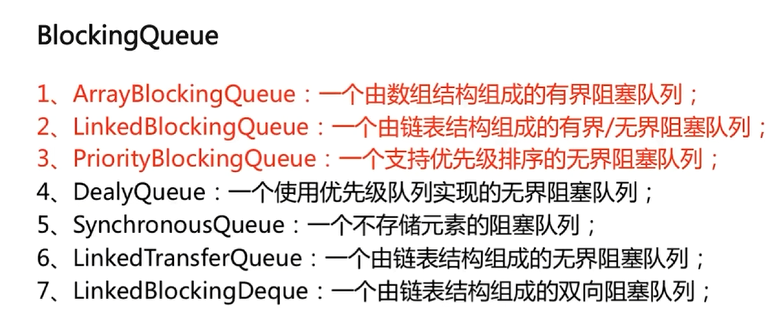 BlockingQueue
1、ArrayBlockingQueue：一个由数组结构组成的有界阻塞队列；
2、LinkedBlockingQueue：一个由链表结构组成的有界/无界阻塞队列；
3、PriorityBlockingQueue：一个支持优先级排序的无界阻塞队列；
4、DealyQueue：一个使用优先级队列实现的无界阻塞队列；
5、SynchronousQueue：一个不存储元素的阻塞队列；
6、LinkedTransferQueue：一个由链表结构组成的无界阻塞队列；
7、LinkedBlockingDeque：一个由链表结构组成的双向阻塞队列；